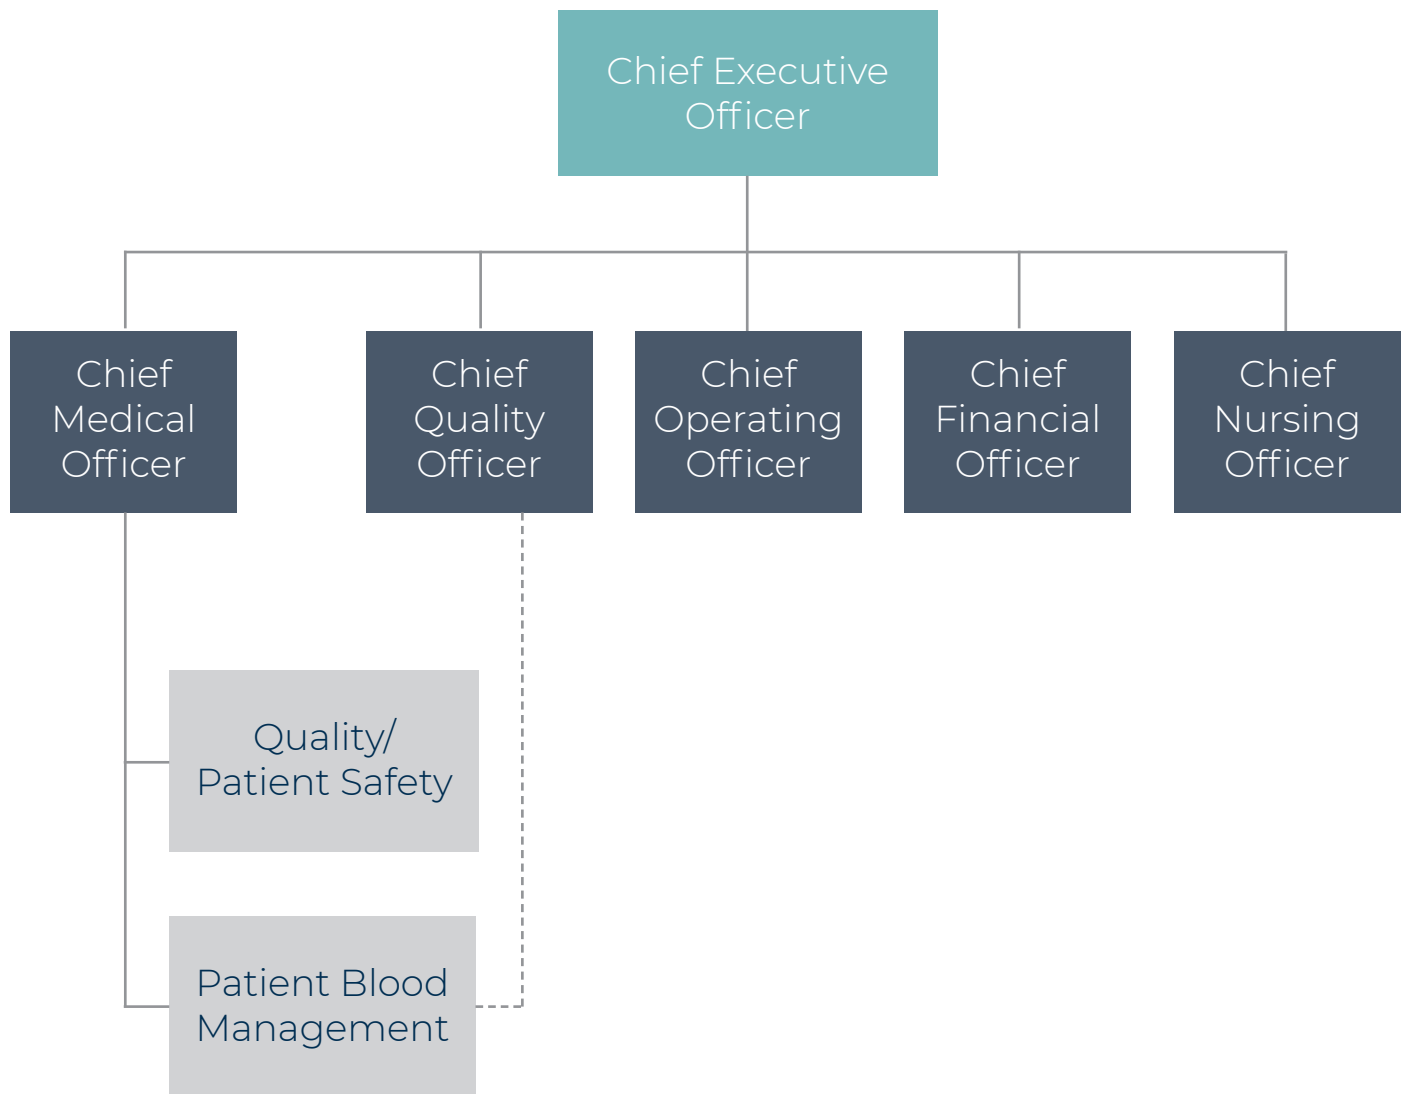 Chief Executive
Officer
Chief
Medical
Officer
Chief
Quality
Officer
Chief
Operating
Officer
Chief
Financial
Officer
Chief
Nursing
Officer
Quality/
Patient Safety
Patient Blood
Management